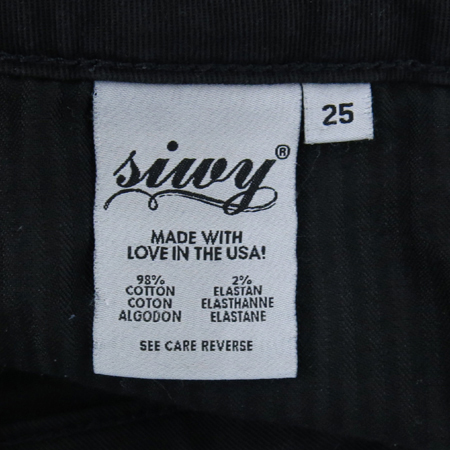 siwy®
25
MADE WITH
LOVE IN THE USA!
98% 2%
COTTON ELASTAN
COTON ELASTHANNE
ALGODON ELASTANE
SEE CARE REVERSE